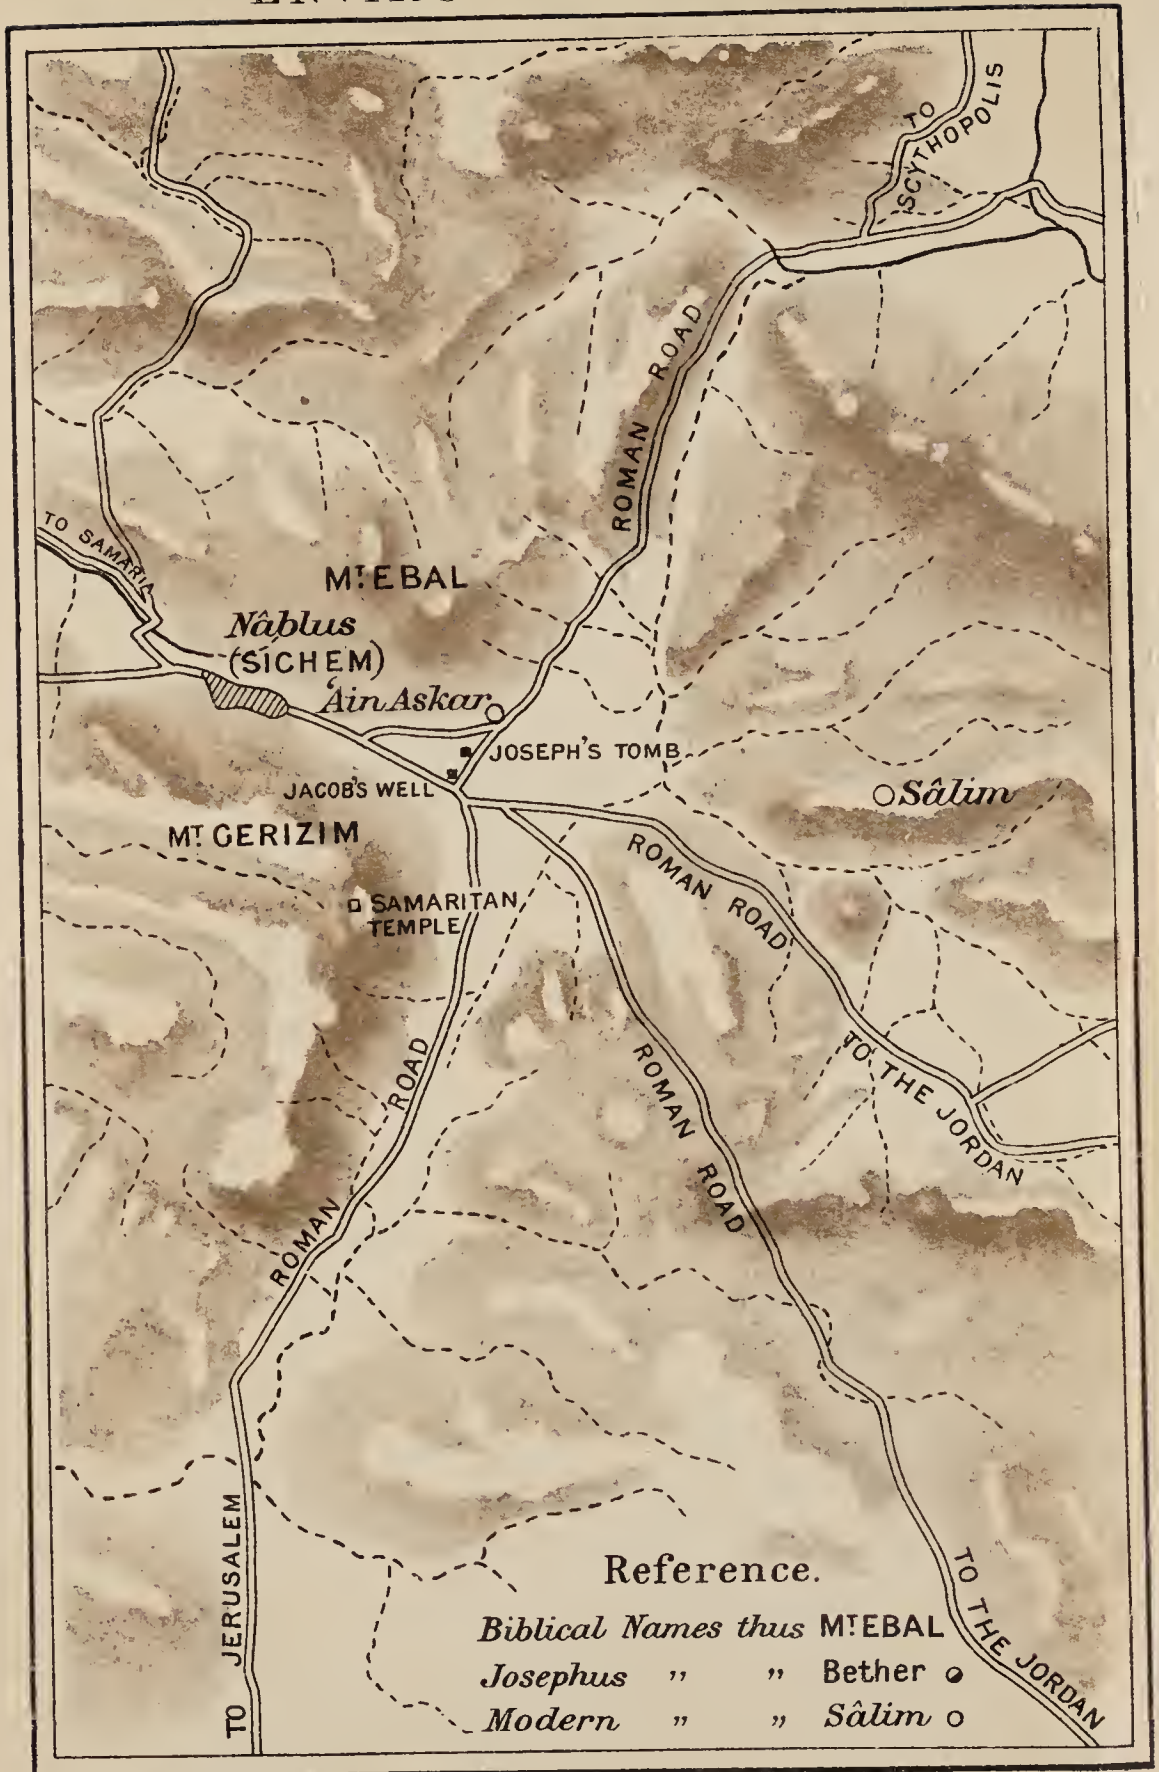 TO
SCYTHOPOLIS
ROMAN ROAD
TO SAMARIA
MT. EBAL
Nâblus
(SICHEM)
'Ain Askar
JOSEPH'S TOMB
JACOB'S WELL
Sâlim
MT. GERIZIM
ROMAN ROAD
SAMARITAN
TEMPLE
ROMAN ROAD
TO THE JORDAN
ROMAN ROAD
TO JERUSALEM
TO THE JORDAN
Reference.
Biblical Names thus MT. EBAL
Josephus " " Bether
Modern " " Sâlim